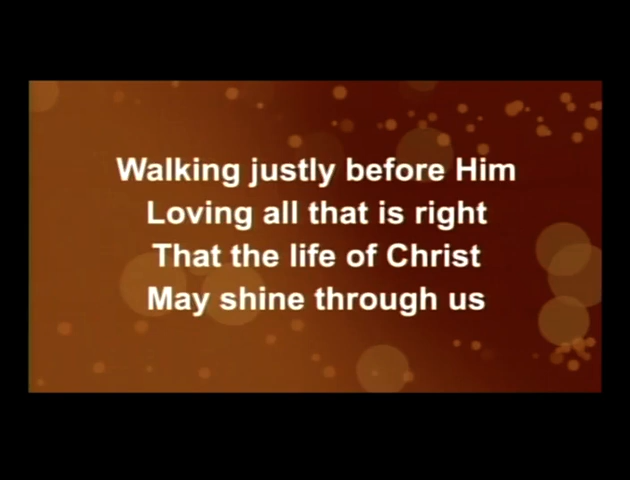 Walking justly before Him
Loving all that is right
That the life of Christ
May shine through us